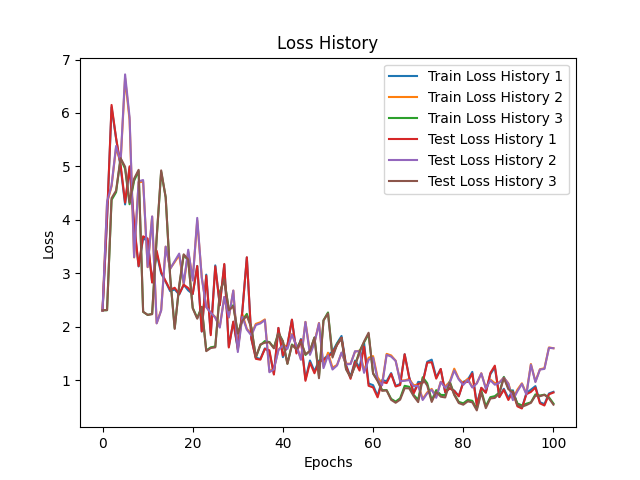 Loss History
7
6
5
4
3
2
1
Loss
Train Loss History 1
Train Loss History 2
Train Loss History 3
Test Loss History 1
Test Loss History 2
Test Loss History 3
0 20 40 60 80 100
Epochs